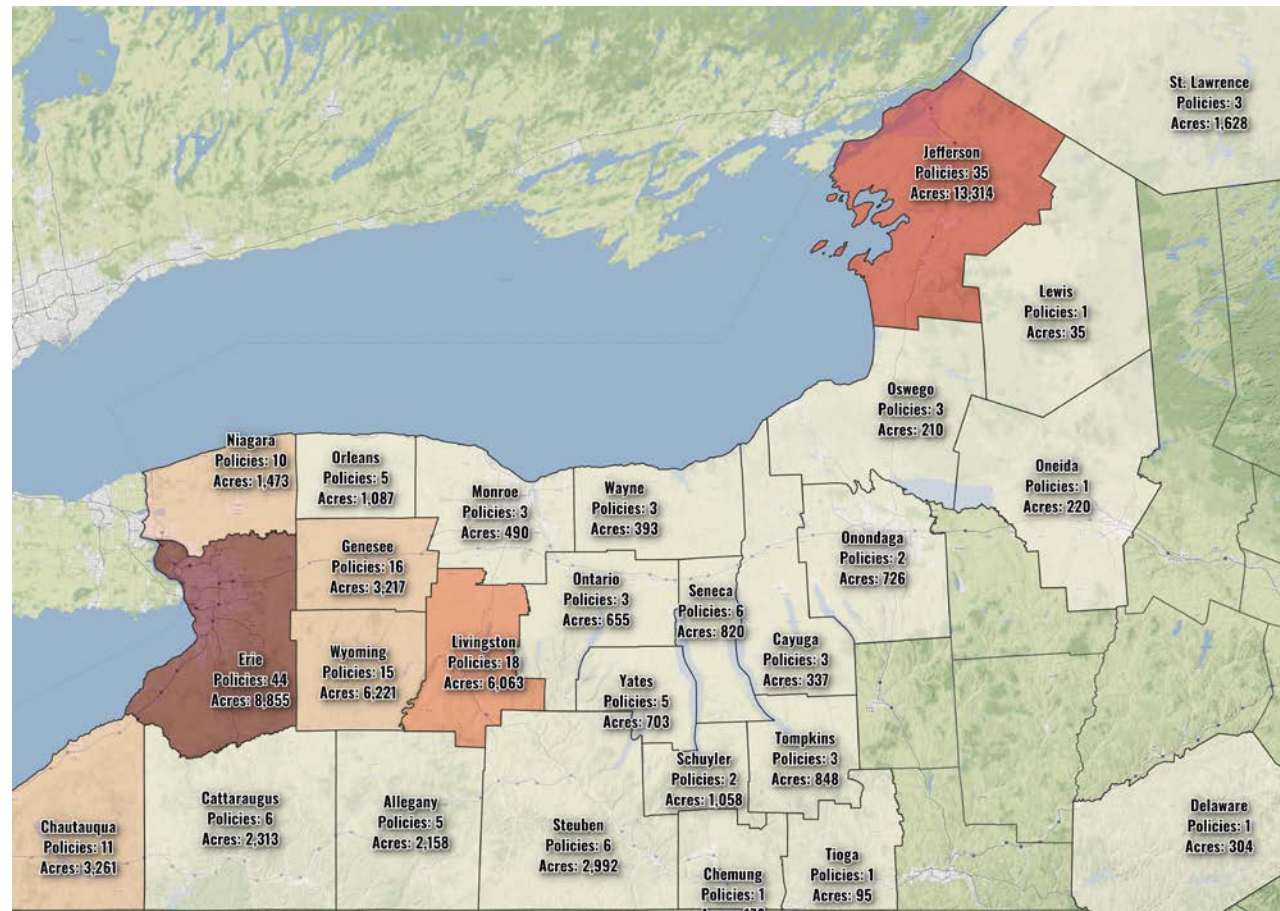 St. Lawrence
Policies: 3
Acres: 1,628
Jefferson
Policies: 35
Acres: 13,314
Lewis
Policies: 1
Acres: 35
Oswego
Policies: 3
Acres: 210
Oneida
Policies: 1
Acres: 220
Niagara
Policies: 10
Acres: 1,473
Orleans
Policies: 5
Acres: 1,087
Monroe
Policies: 3
Acres: 490
Wayne
Policies: 3
Acres: 393
Onondaga
Policies: 2
Acres: 726
Genesee
Policies: 16
Acres: 3,217
Ontario
Policies: 3
Acres: 655
Seneca
Policies: 6
Acres: 820
Cayuga
Policies: 3
Acres: 337
Erie
Policies: 44
Acres: 8,855
Wyoming
Policies: 15
Acres: 6,221
Livingston
Policies: 18
Acres: 6,063
Yates
Policies: 5
Acres: 703
Schuyler
Policies: 2
Acres: 1,058
Tompkins
Policies: 3
Acres: 848
Chautauqua
Policies: 11
Acres: 3,261
Cattaraugus
Policies: 6
Acres: 2,313
Allegany
Policies: 5
Acres: 2,158
Steuben
Policies: 6
Acres: 2,992
Chemung
Policies: 1
Tioga
Policies: 1
Acres: 95
Delaware
Policies: 1
Acres: 304